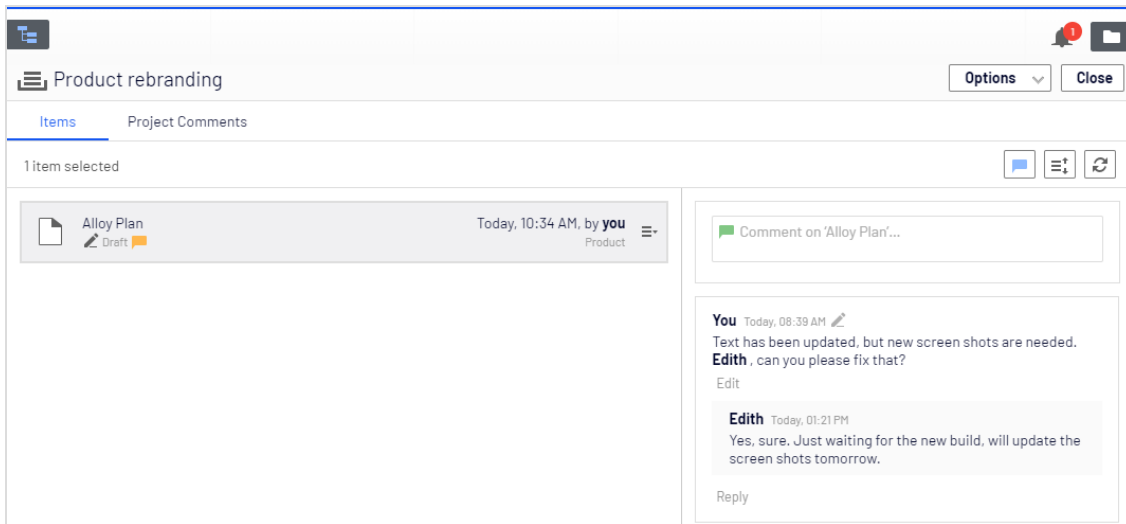 1
Product rebranding
Options
Close
Items
Project Comments
1 item selected
Alloy Plan
Draft
Today, 10:34 AM, by you
Product
Comment on 'Alloy Plan'...
You Today, 08:39 AM
Text has been updated, but new screen shots are needed.
Edith , can you please fix that?
Edit
Edith Today, 01:21 PM
Yes, sure. Just waiting for the new build, will update the
screen shots tomorrow.
Reply